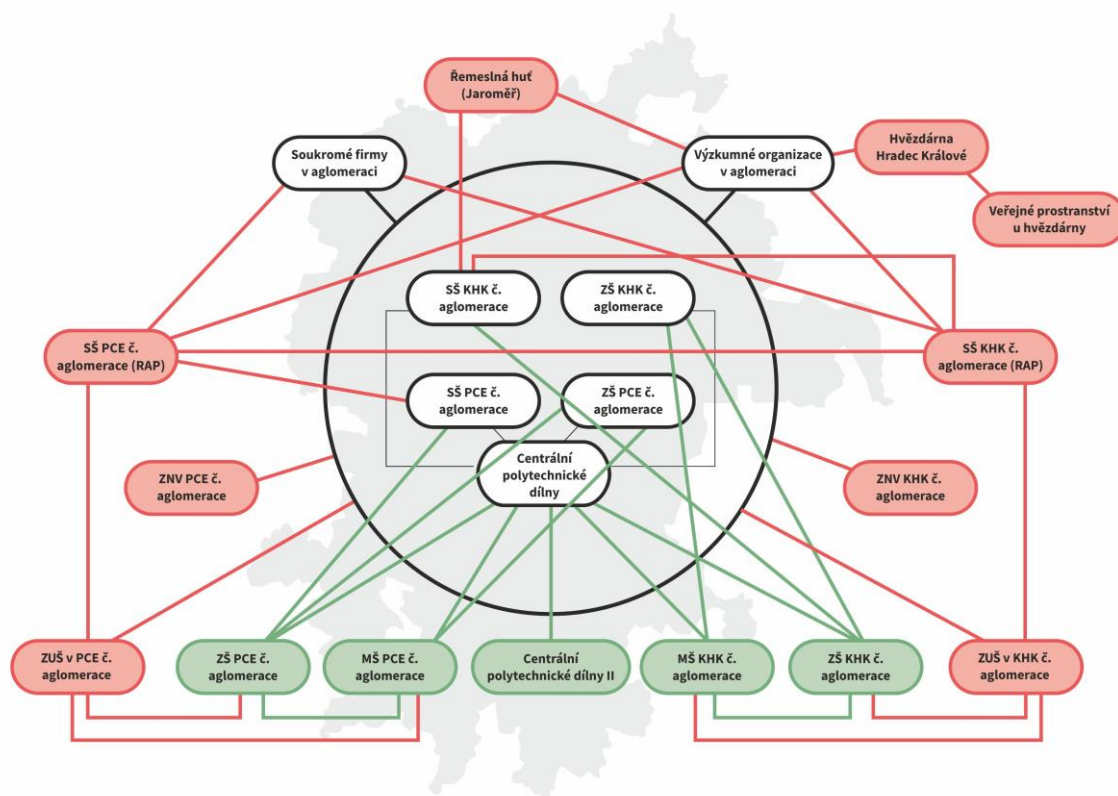 Řemeslná huť
(Jaroměř)
Soukromé firmy
v aglomeraci
Výzkumné organizace
v aglomeraci
Hvězdárna
Hradec Králové
Veřejné prostranství
u hvězdárny
SŠ KHK č.
aglomerace
ZŠ KHK č.
aglomerace
SŠ PCE č.
aglomerace (RAP)
SŠ KHK č.
aglomerace (RAP)
SŠ PCE č.
aglomerace
ZŠ PCE č.
aglomerace
Centrální
polytechnické
dílny
ZNV PCE č.
aglomerace
ZNV KHK č.
aglomerace
ZUŠ v PCE č.
aglomerace
ZŠ PCE č.
aglomerace
MŠ PCE č.
aglomerace
Centrální
polytechnické dílny II
MŠ KHK č.
aglomerace
ZŠ KHK č.
aglomerace
ZUŠ v KHK č.
aglomerace